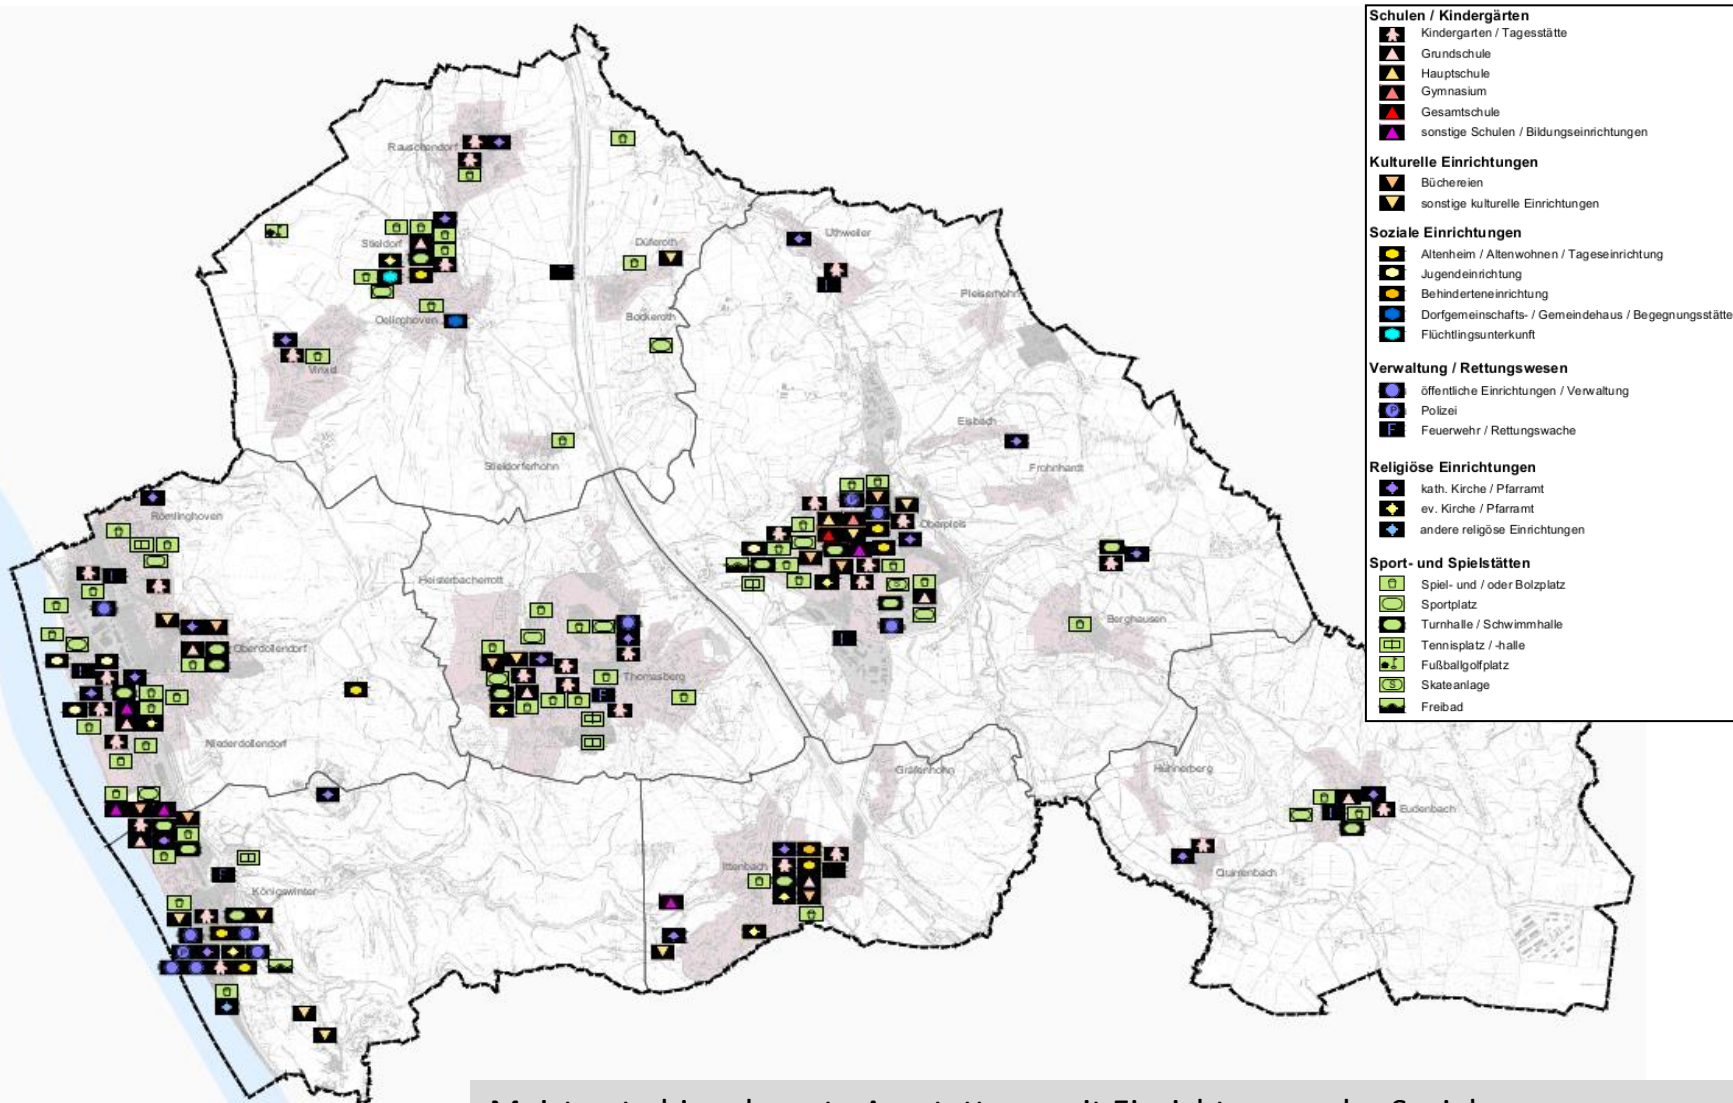 Schulen / Kindergärten
Kindergarten / Tagesstätte
Grundschule
Hauptschule
Gymnasium
Gesamtschule
sonstige Schulen / Bildungseinrichtungen
Kulturelle Einrichtungen
Büchereien
sonstige kulturelle Einrichtungen
Soziale Einrichtungen
Altenheim / Altenwohnen / Tageseinrichtung
Jugendeinrichtung
Behinderteneinrichtung
Dorfgemeinschafts- / Gemeindehaus / Begegnungsstätte
Flüchtlingsunterkunft
Verwaltung / Rettungswesen
öffentliche Einrichtungen / Verwaltung
P Polizei
F Feuerwehr / Rettungswache
Religiöse Einrichtungen
kath. Kirche / Pfarramt
ev. Kirche / Pfarramt
andere religöse Einrichtungen
Sport- und Spielstätten
Spiel- und / oder Bolzplatz
Sportplatz
Turnhalle / Schwimmhalle
Tennisplatz / -halle
Fußballgolfplatz
S Skateanlage
Freibad
Rauschendorf
Stieldorf
Düferoth
Uthweiler
Pleiserhohn
Oelinghoven
Bockeroth
Vinxel
Eisbach
Stieldorferhohn
Frohnhardt
Römlinghoven
Oberpleis
Heisterbacherrott
Berghausen
Oberdollendorf
Thomasberg
F
Niederdollendorf
Gräfenhohn
Hühnerberg
Eudenbach
Ittenbach
Quirrenbach
Königswinter